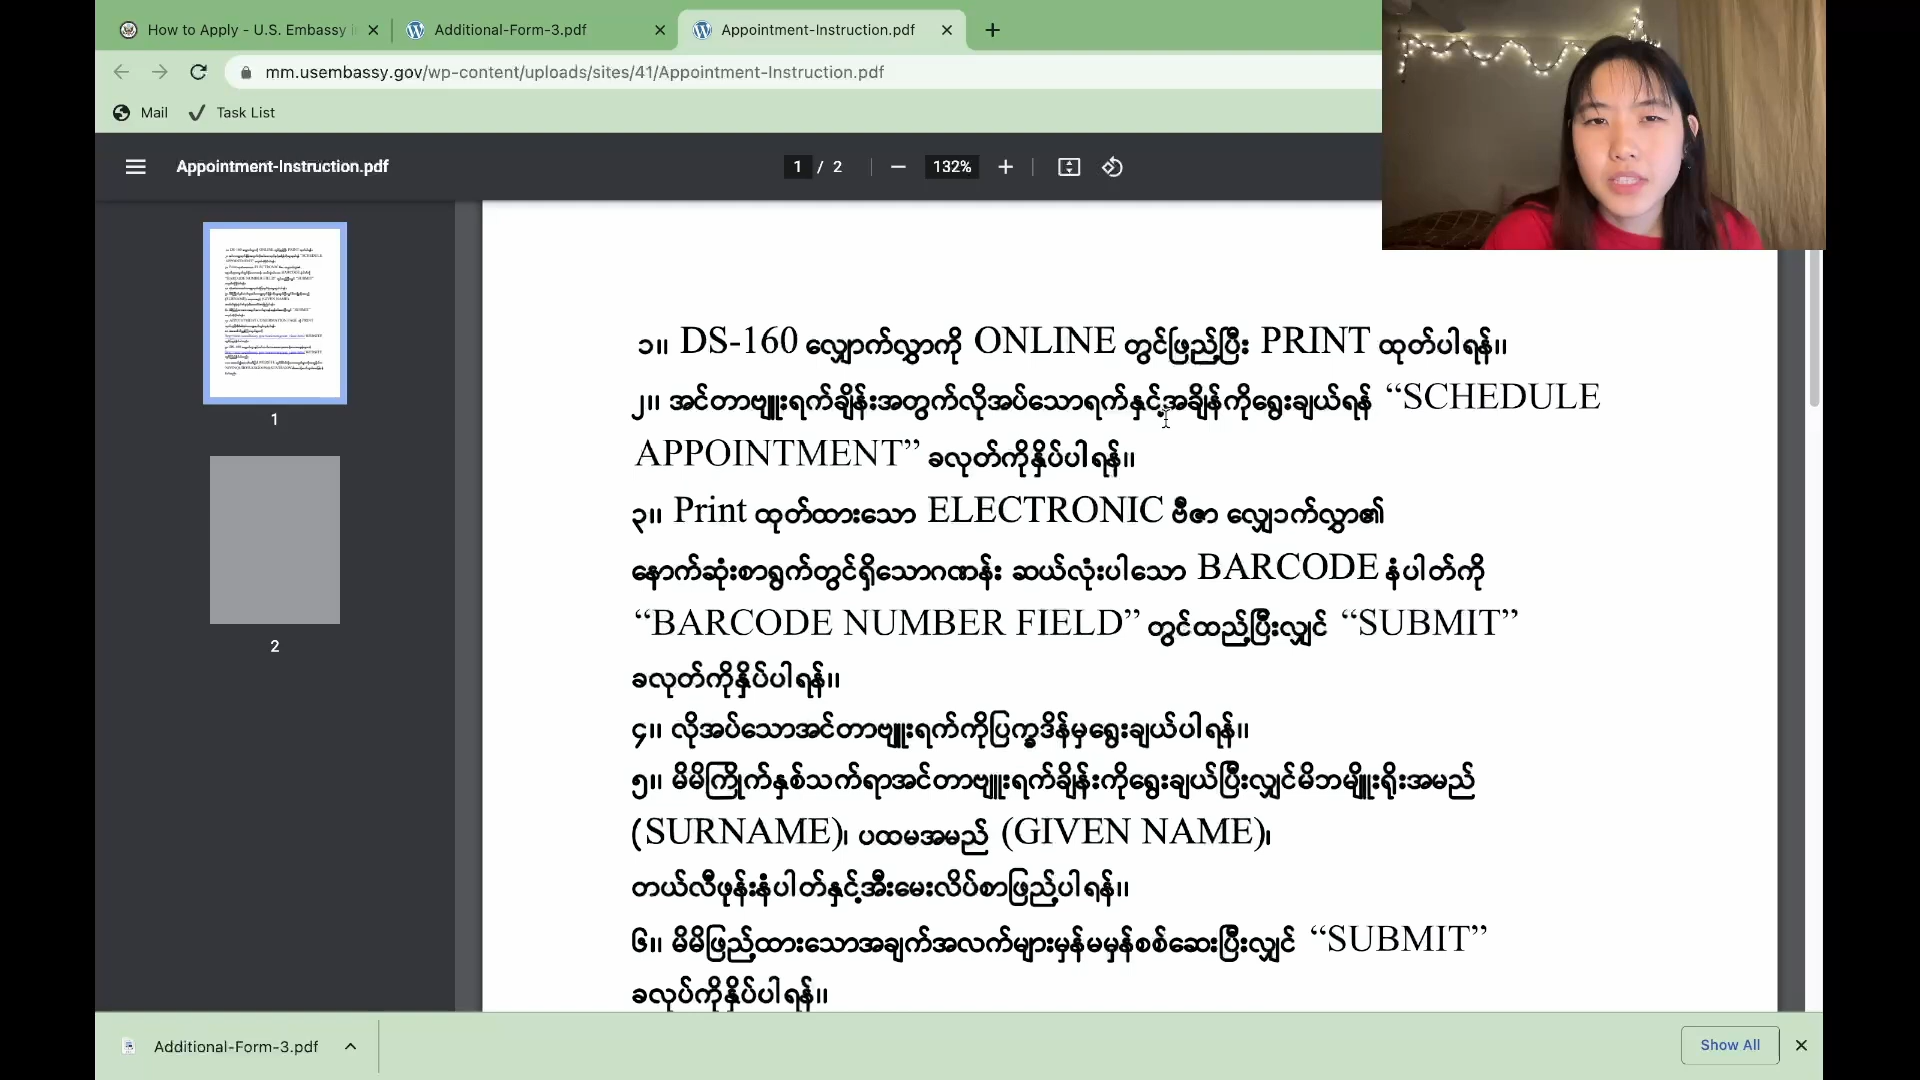 How to Apply - U.S. Embassy i
Additional-Form-3.pdf
Appointment-Instruction.pdf
mm.usembassy.gov/wp-content/uploads/sites/41/Appointment-Instruction.pdf
Mail
Task List
Appointment-Instruction.pdf
1 / 2
132%
၁။ DS-160 လျှောက်လွှာကို ONLINE တွင်ဖြည့်ပြီး PRINT ထုတ်ပါရန်။
၂။ အင်တာဗျူးရက်ချိန်းအတွက်လိုအပ်သောရက်နှင့်အချိန်ကိုရွေးချယ်ရန် “SCHEDULE
APPOINTMENT” ခလုတ်ကိုနှိပ်ပါရန်။
၃။ Print ထုတ်ထားသော ELECTRONIC ဗီဇာ လျှေခက်လွှာ၏
နောက်ဆုံးစာရွက်တွင်ရှိသောဂဏန်း ဆယ်လုံးပါသော BARCODE နံပါတ်ကို
“BARCODE NUMBER FIELD” တွင်ထည့်ပြီးလျှင် “SUBMIT”
ခလုတ်ကိုနှိပ်ပါရန်။
၄။ လိုအပ်သောအင်တာဗျူးရက်ကိုပြက္ခဒိန်မှရွေးချယ်ပါရန်။
၅။ မိမိကြိုက်နှစ်သက်ရာအင်တာဗျူးရက်ချိန်းကိုရွေးချယ်ပြီးလျှင်မိဘမျိုးရိုးအမည်
(SURNAME)၊ ပထမအမည် (GIVEN NAME)၊
တယ်လီဖုန်းနံပါတ်နှင့်အီးမေးလိပ်စာဖြည့်ပါရန်။
၆။ မိမိဖြည့်ထားသောအချက်အလက်များမှန်မမှန်စစ်ဆေးပြီးလျှင် “SUBMIT”
ခလုပ်ကိုနှိပ်ပါရန်။
1
2
Additional-Form-3.pdf
Show All